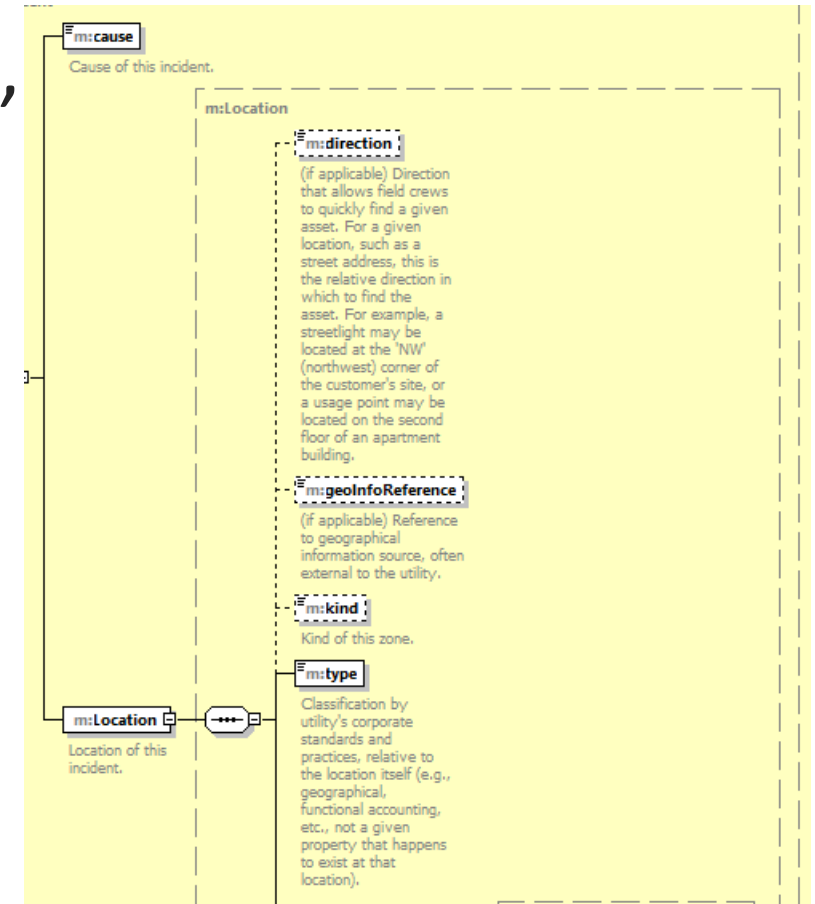 m:cause
Cause of this incident.
,
m:Location
m:direction
(if applicable) Direction
that allows field crews
to quickly find a given
asset. For a given
location, such as a
street address, this is
the relative direction in
which to find the
asset. For example, a
streetlight may be
located at the 'NW'
(northwest) corner of
the customer's site, or
a usage point may be
located on the second
floor of an apartment
building.
m:geoInfoReference
(if applicable) Reference
to geographical
information source, often
external to the utility.
m:kind
Kind of this zone.
m:type
Classification by
utility's corporate
standards and
practices, relative to
the location itself (e.g.,
geographical,
functional accounting,
etc., not a given
property that happens
to exist at that
location).
m:Location
Location of this
incident.